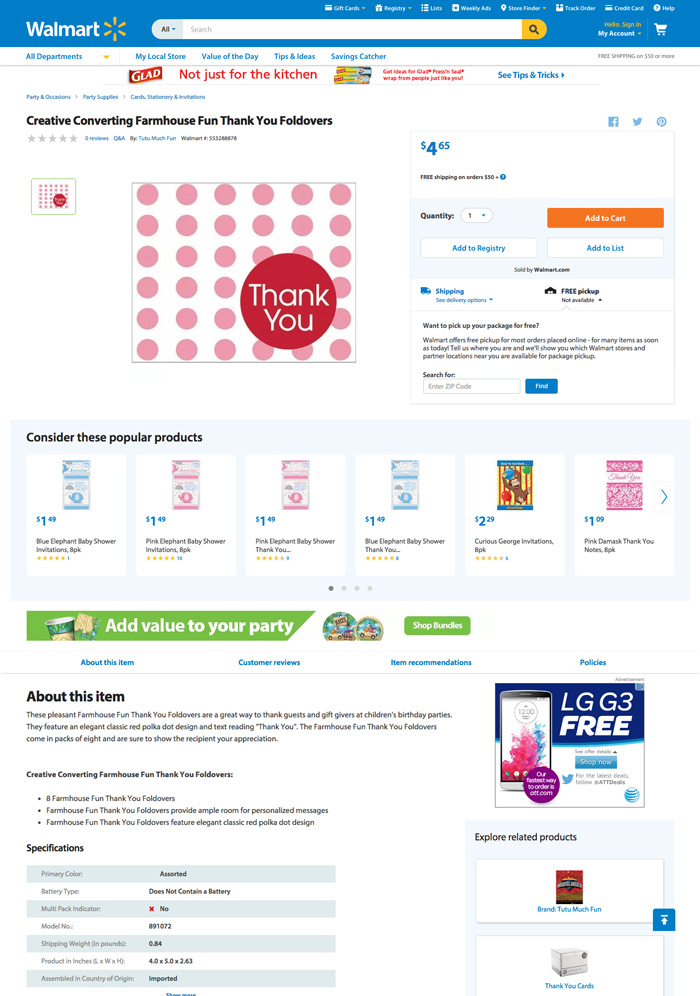 Gift Cards Registry Lists Weekly Ads Store Finder Track Order Credit Card Help
Walmart All Search Hello. Sign In
My Account
All Departments My Local Store Value of the Day Tips & Ideas Savings Catcher FREE SHIPPING on $50 or more
GLAD Not just for the kitchen Get ideas for Glad® Press'n Seal®
wrap from people just like you! See Tips & Tricks
Party & Occasions > Party Supplies > Cards, Stationery & Invitations
Creative Converting Farmhouse Fun Thank You Foldovers
0 reviews Q&A By: Tutu Much Fun Walmart #: 553288878
$4.65
FREE shipping on orders $50 +
Quantity: 1 Add to Cart
Add to Registry Add to List
Sold by Walmart.com
Shipping FREE pickup
See delivery options Not available
Want to pick up your package for free?
Walmart offers free pickup for most orders placed online - for many items as soon
as today! Tell us where you are and we'll show you which Walmart stores and
partner locations near you are available for package pickup.
Search for:
Enter ZIP Code Find
Thank
You
Thank
You
Consider these popular products
$1 49 $1 49 $1 49 $1 49 $2 29 $1 09
Blue Elephant Baby Shower Pink Elephant Baby Shower Pink Elephant Baby Shower Blue Elephant Baby Shower Curious George Invitations, Pink Damask Thank You
Invitations, 8pk Invitations, 8pk Thank You... Thank You... 8pk Notes, 8pk
1 10 9 8 6
Add value to your party Shop Bundles
About this item Customer reviews Item recommendations Policies
About this item
These pleasant Farmhouse Fun Thank You Foldovers are a great way to thank guests and gift givers at children's birthday parties.
They feature an elegant classic red polka dot design and text reading "Thank You". The Farmhouse Fun Thank You Foldovers
come in packs of eight and are sure to show the recipient your appreciation.
Creative Converting Farmhouse Fun Thank You Foldovers:
8 Farmhouse Fun Thank You Foldovers
Farmhouse Fun Thank You Foldovers provide ample room for personalized messages
Farmhouse Fun Thank You Foldovers feature elegant classic red polka dot design
Specifications
Primary Color: Assorted
Battery Type: Does Not Contain a Battery
Multi Pack Indicator: No
Model No.: 891072
Shipping Weight (in pounds): 0.84
Product in Inches (L x W x H): 4.0 x 5.0 x 2.63
Assembled in Country of Origin: Imported
Show more
Advertisement
LG G3
FREE
12:00
See offer details
Shop now
Our
fastest way
to order is
att.com
For the latest deals,
follow @ATTDeals
at&t
Explore related products
Brand: Tutu Much Fun
Thank You Cards